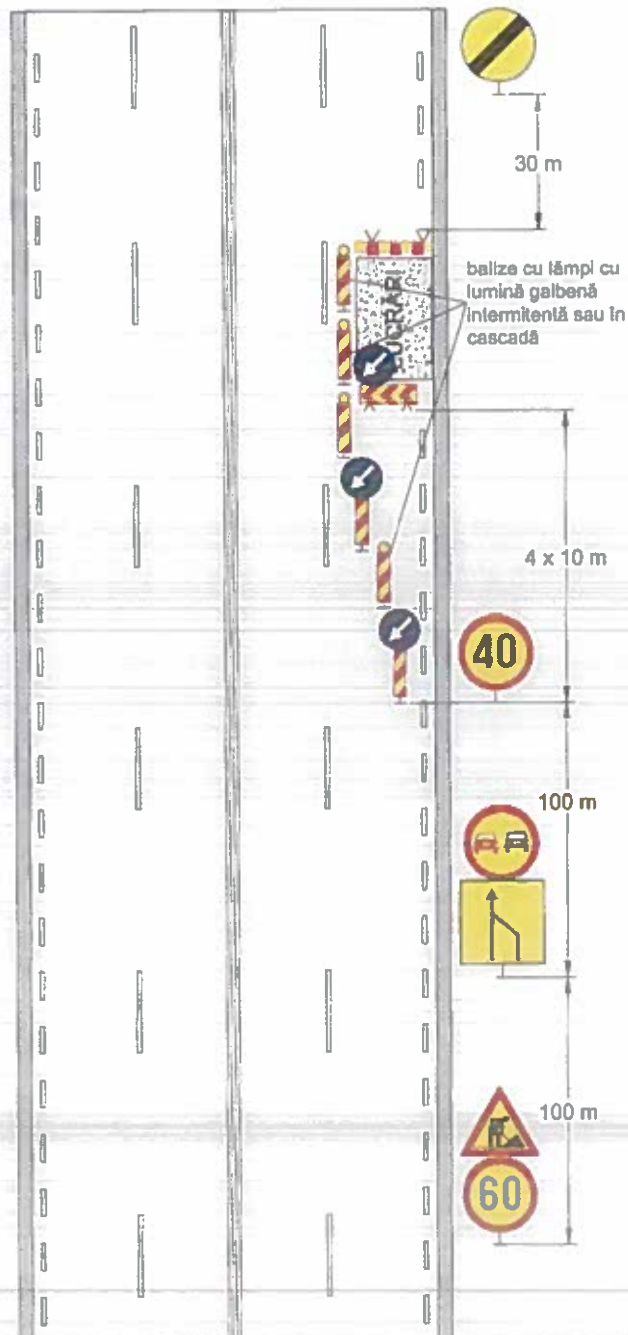 30 m
balize cu lămpi cu
lumină galbenă
intermitentă sau în
cascadă
LUCRĂRI
4 x 10 m
40
100 m
100 m
60